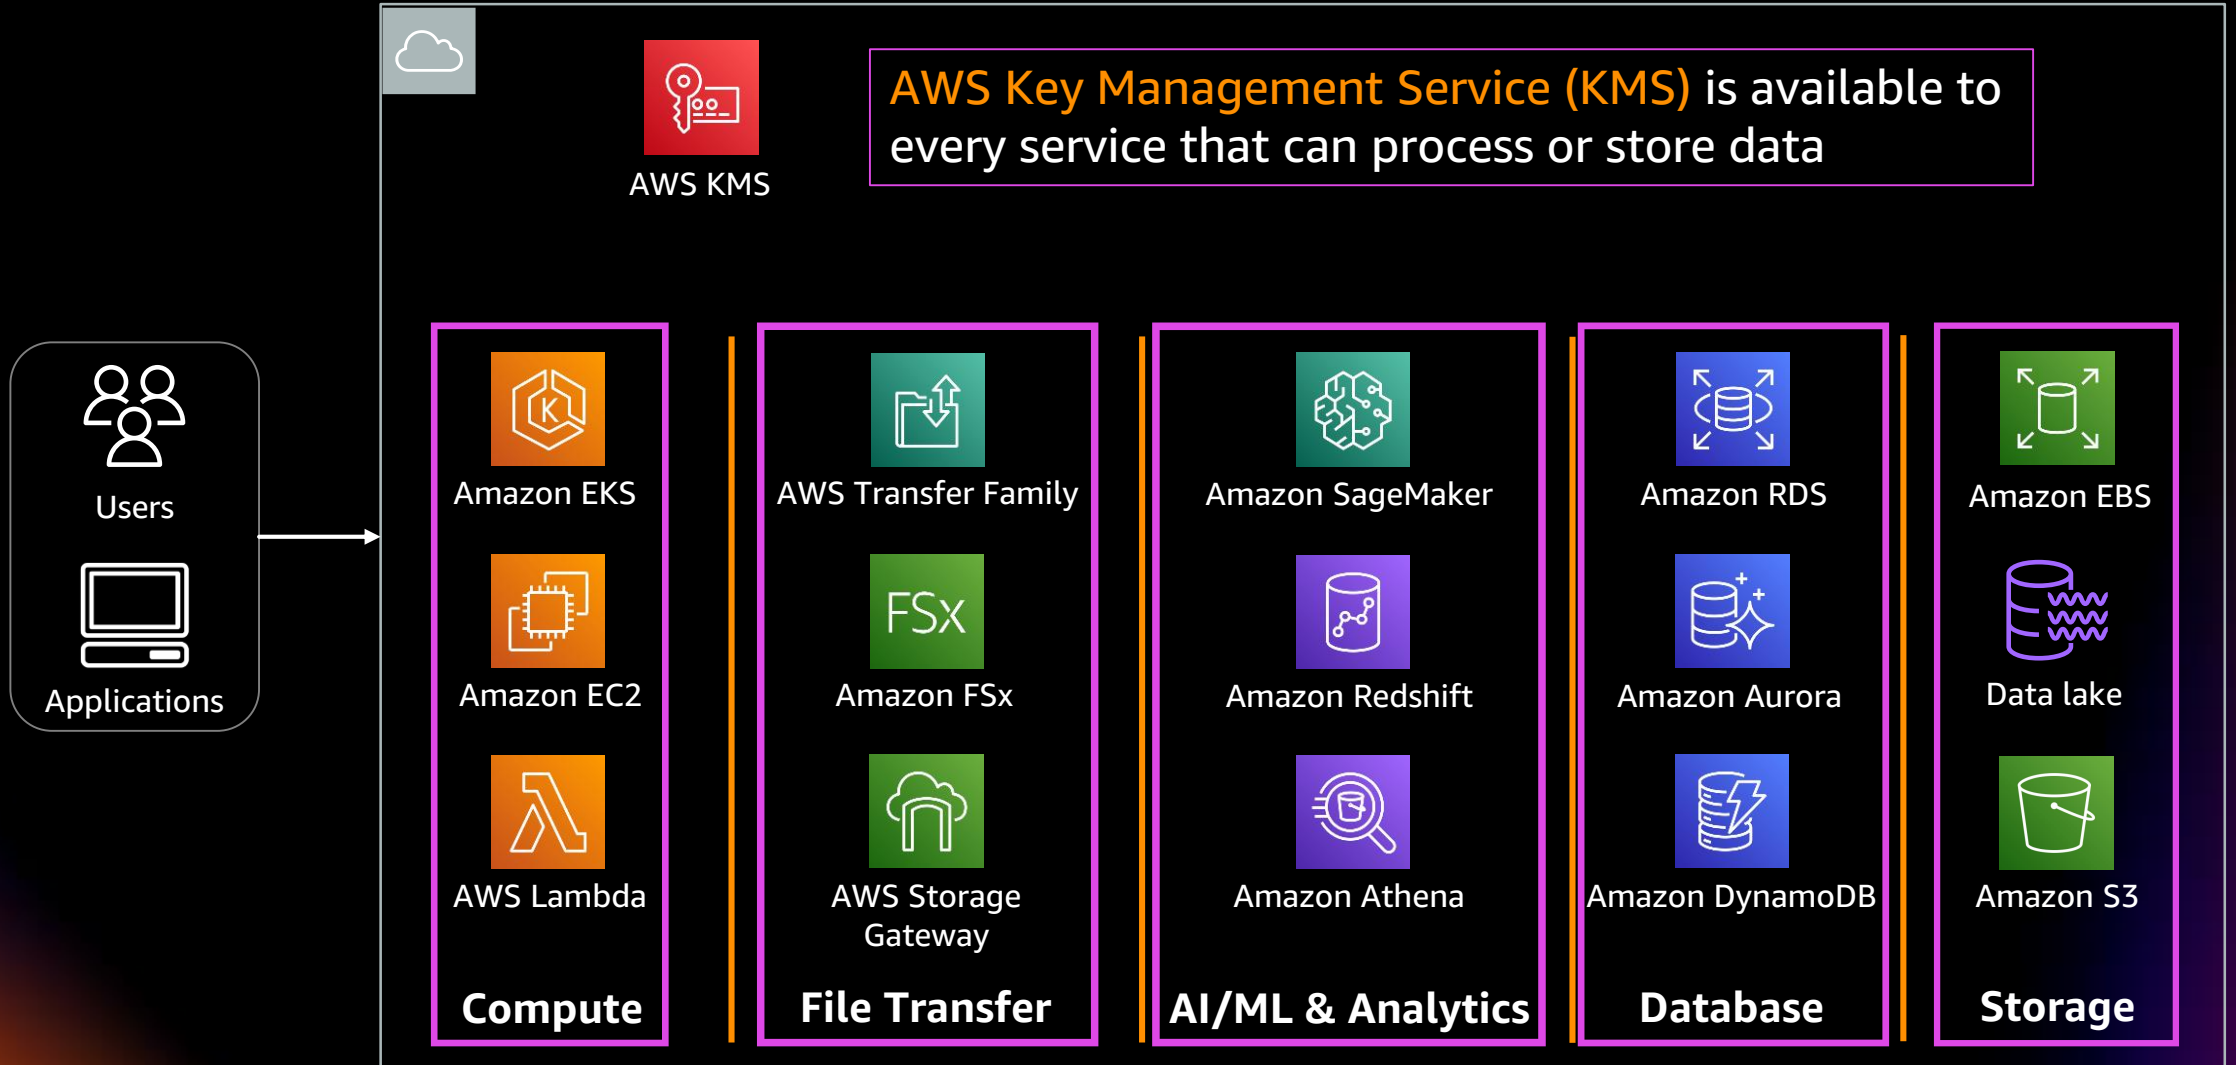 AWS KMS
AWS Key Management Service (KMS) is available to
every service that can process or store data
Users
Applications
Amazon EKS
Amazon EC2
AWS Lambda
Compute
AWS Transfer Family
FSx
Amazon FSx
AWS Storage
Gateway
File Transfer
Amazon SageMaker
Amazon Redshift
Amazon Athena
AI/ML & Analytics
Amazon RDS
Amazon Aurora
Amazon DynamoDB
Database
Amazon EBS
Data lake
Amazon S3
Storage